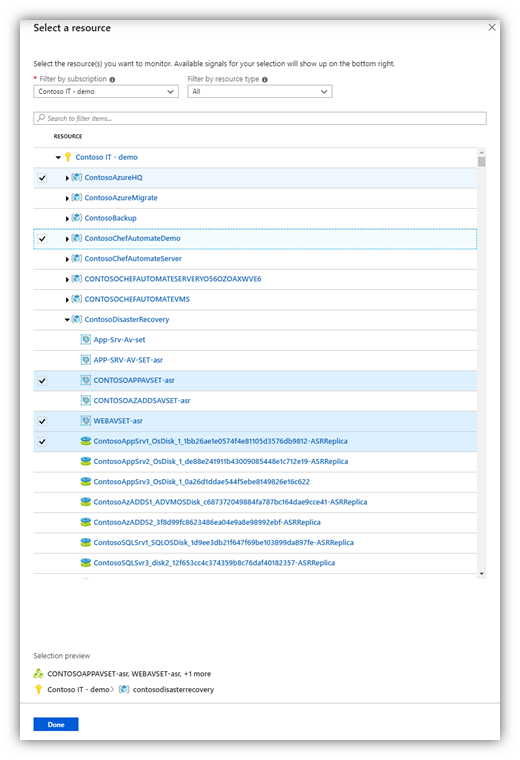 Select a resource
Select the resource(s) you want to monitor. Available signals for your selection will show up on the bottom right.
* Filter by subscription
Filter by resource type
Contoso IT - demo
All
Search to filter items...
RESOURCE
Contoso IT - demo
ContosoAzureHQ
ContosoAzureMigrate
ContosoBackup
ContosoChefAutomateDemo
ContosoChefAutomateServer
CONTOSOCHEFAUTOMATESERVERYO56OZOAXWVE6
CONTOSOCHEFAUTOMATEVMS
ContosoDisasterRecovery
App-Srv-Av-set
APP-SRV-AV-SET-asr
CONTOSOAPPAVSET-asr
CONTOSOAZADDSAVSET-asr
WEBAVSET-asr
ContosoAppSrv1_OsDisk_1_1bb26ae1e0574f4e81105d3576db9812-ASRReplica
ContosoAppSrv2_OsDisk_1_de88e241911b43009085448e1c712e19-ASRReplica
ContosoAppSrv3_OsDisk_1_0a26d1ddae544f5ebe8149826e16c622
ContosoAzADDS1_ADVMOSDisk_c687372049884fa787bc164dae9cce41-ASRReplica
ContosoAzADDS2_3f8d99fc8623486ea04e9a8e98992ebf-ASRReplica
ContosoSQLSrv1_SQLOSDisk_1d9ee3db21f647f69be103899da897fe-ASRReplica
ContosoSQLSvr3_disk2_12f653cc4c374359b8c76daf40182357-ASRReplica
Selection preview
CONTOSOAPPAVSET-asr, WEBAVSET-asr, +1 more
Contoso IT - demo > contosodisasterrecovery
Done